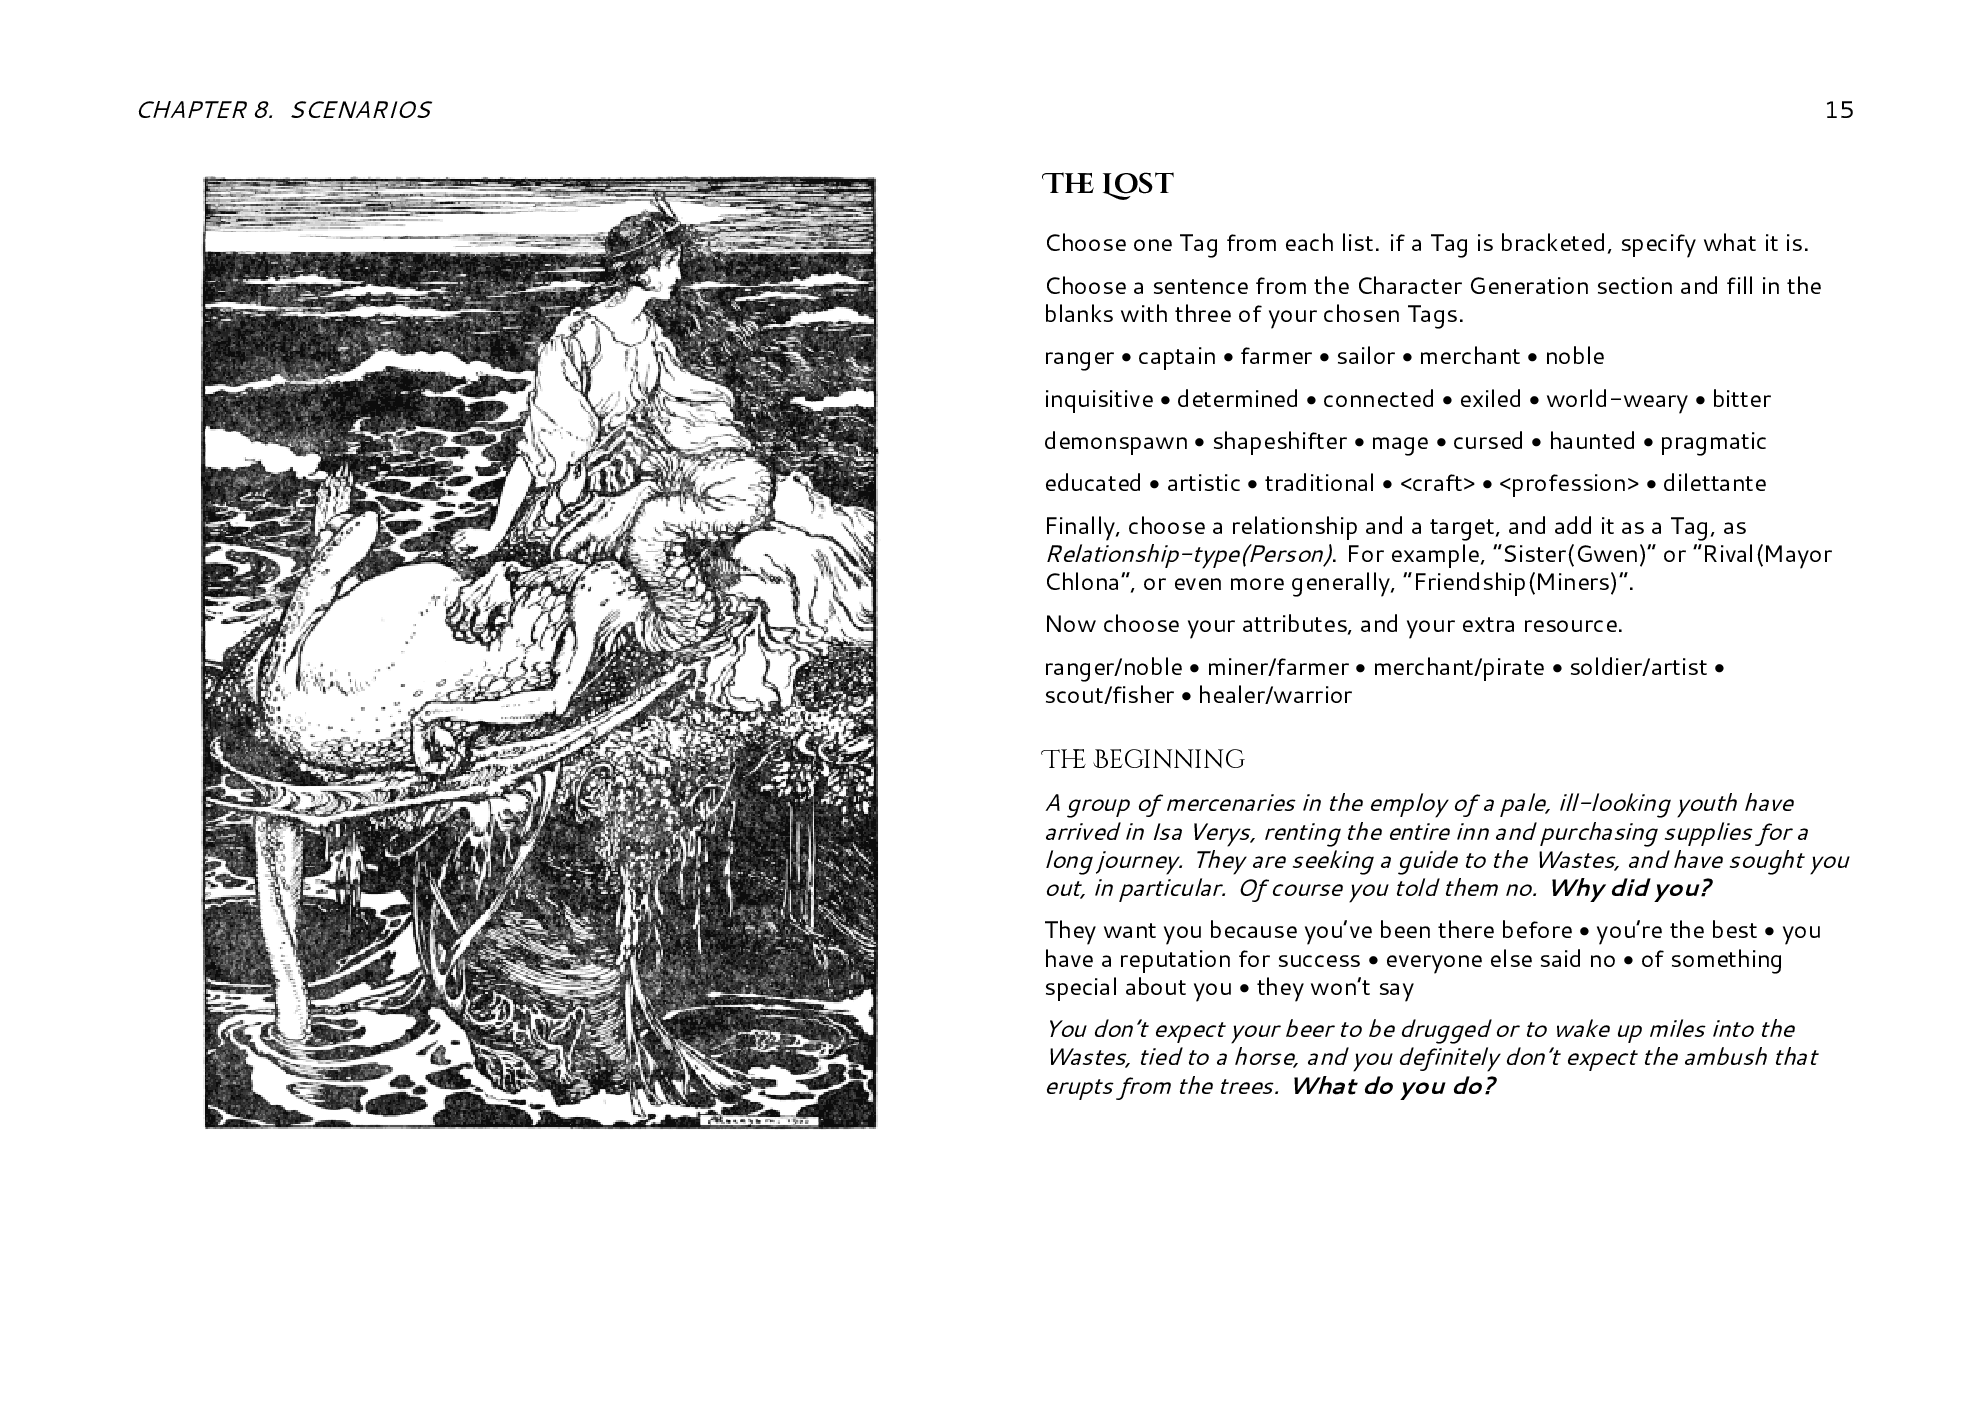 CHAPTER 8. SCENARIOS
15
THE LOST
Choose one Tag from each list. if a Tag is bracketed, specify what it is.
Choose a sentence from the Character Generation section and fill in the
blanks with three of your chosen Tags.
ranger • captain • farmer • sailor • merchant • noble
inquisitive • determined • connected • exiled • world-weary • bitter
demonspawn • shapeshifter • mage • cursed • haunted • pragmatic
educated • artistic • traditional • <craft> • <profession> • dilettante
Finally, choose a relationship and a target, and add it as a Tag, as
Relationship-type(Person). For example, "Sister(Gwen)" or "Rival(Mayor
Chlona", or even more generally, "Friendship(Miners)".
Now choose your attributes, and your extra resource.
ranger/noble • miner/farmer • merchant/pirate • soldier/artist •
scout/fisher • healer/warrior
THE BEGINNING
A group of mercenaries in the employ of a pale, ill-looking youth have
arrived in Isa Verys, renting the entire inn and purchasing supplies for a
long journey. They are seeking a guide to the Wastes, and have sought you
out, in particular. Of course you told them no. Why did you?
They want you because you've been there before • you're the best • you
have a reputation for success • everyone else said no • of something
special about you • they won't say
You don't expect your beer to be drugged or to wake up miles into the
Wastes, tied to a horse, and you definitely don't expect the ambush that
erupts from the trees. What do you do?